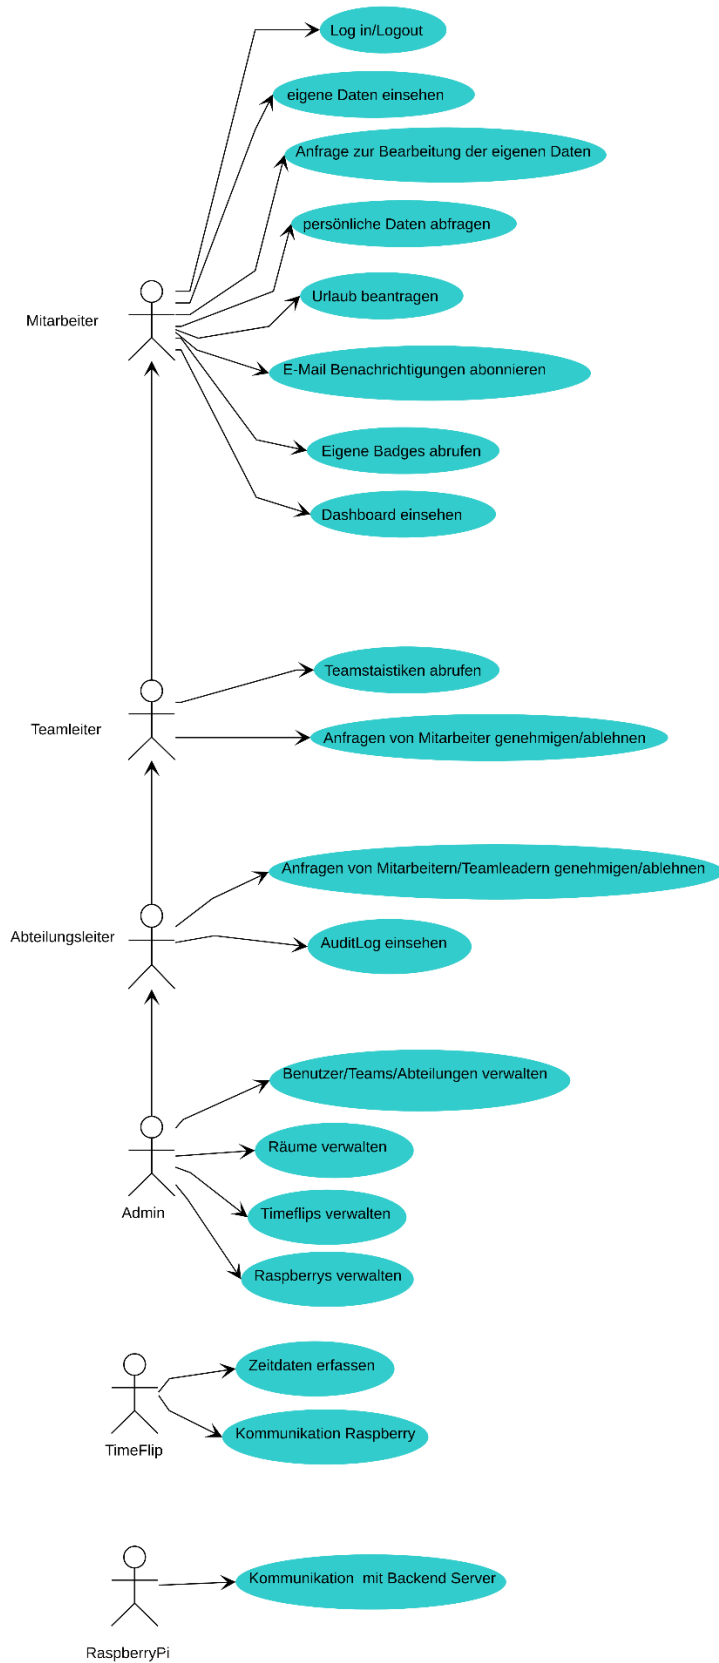 Log in/Logout
eigene Daten einsehen
Anfrage zur Bearbeitung der eigenen Daten
persönliche Daten abfragen
Urlaub beantragen
Mitarbeiter
E-Mail Benachrichtigungen abonnieren
Eigene Badges abrufen
Dashboard einsehen
Teamstaistiken abrufen
Teamleiter
Anfragen von Mitarbeiter genehmigen/ablehnen
Anfragen von Mitarbeitern/Teamleadern genehmigen/ablehnen
Abteilungsleiter
AuditLog einsehen
Benutzer/Teams/Abteilungen verwalten
Räume verwalten
Timeflips verwalten
Admin
Raspberrys verwalten
Zeitdaten erfassen
Kommunikation Raspberry
TimeFlip
Kommunikation mit Backend Server
RaspberryPi